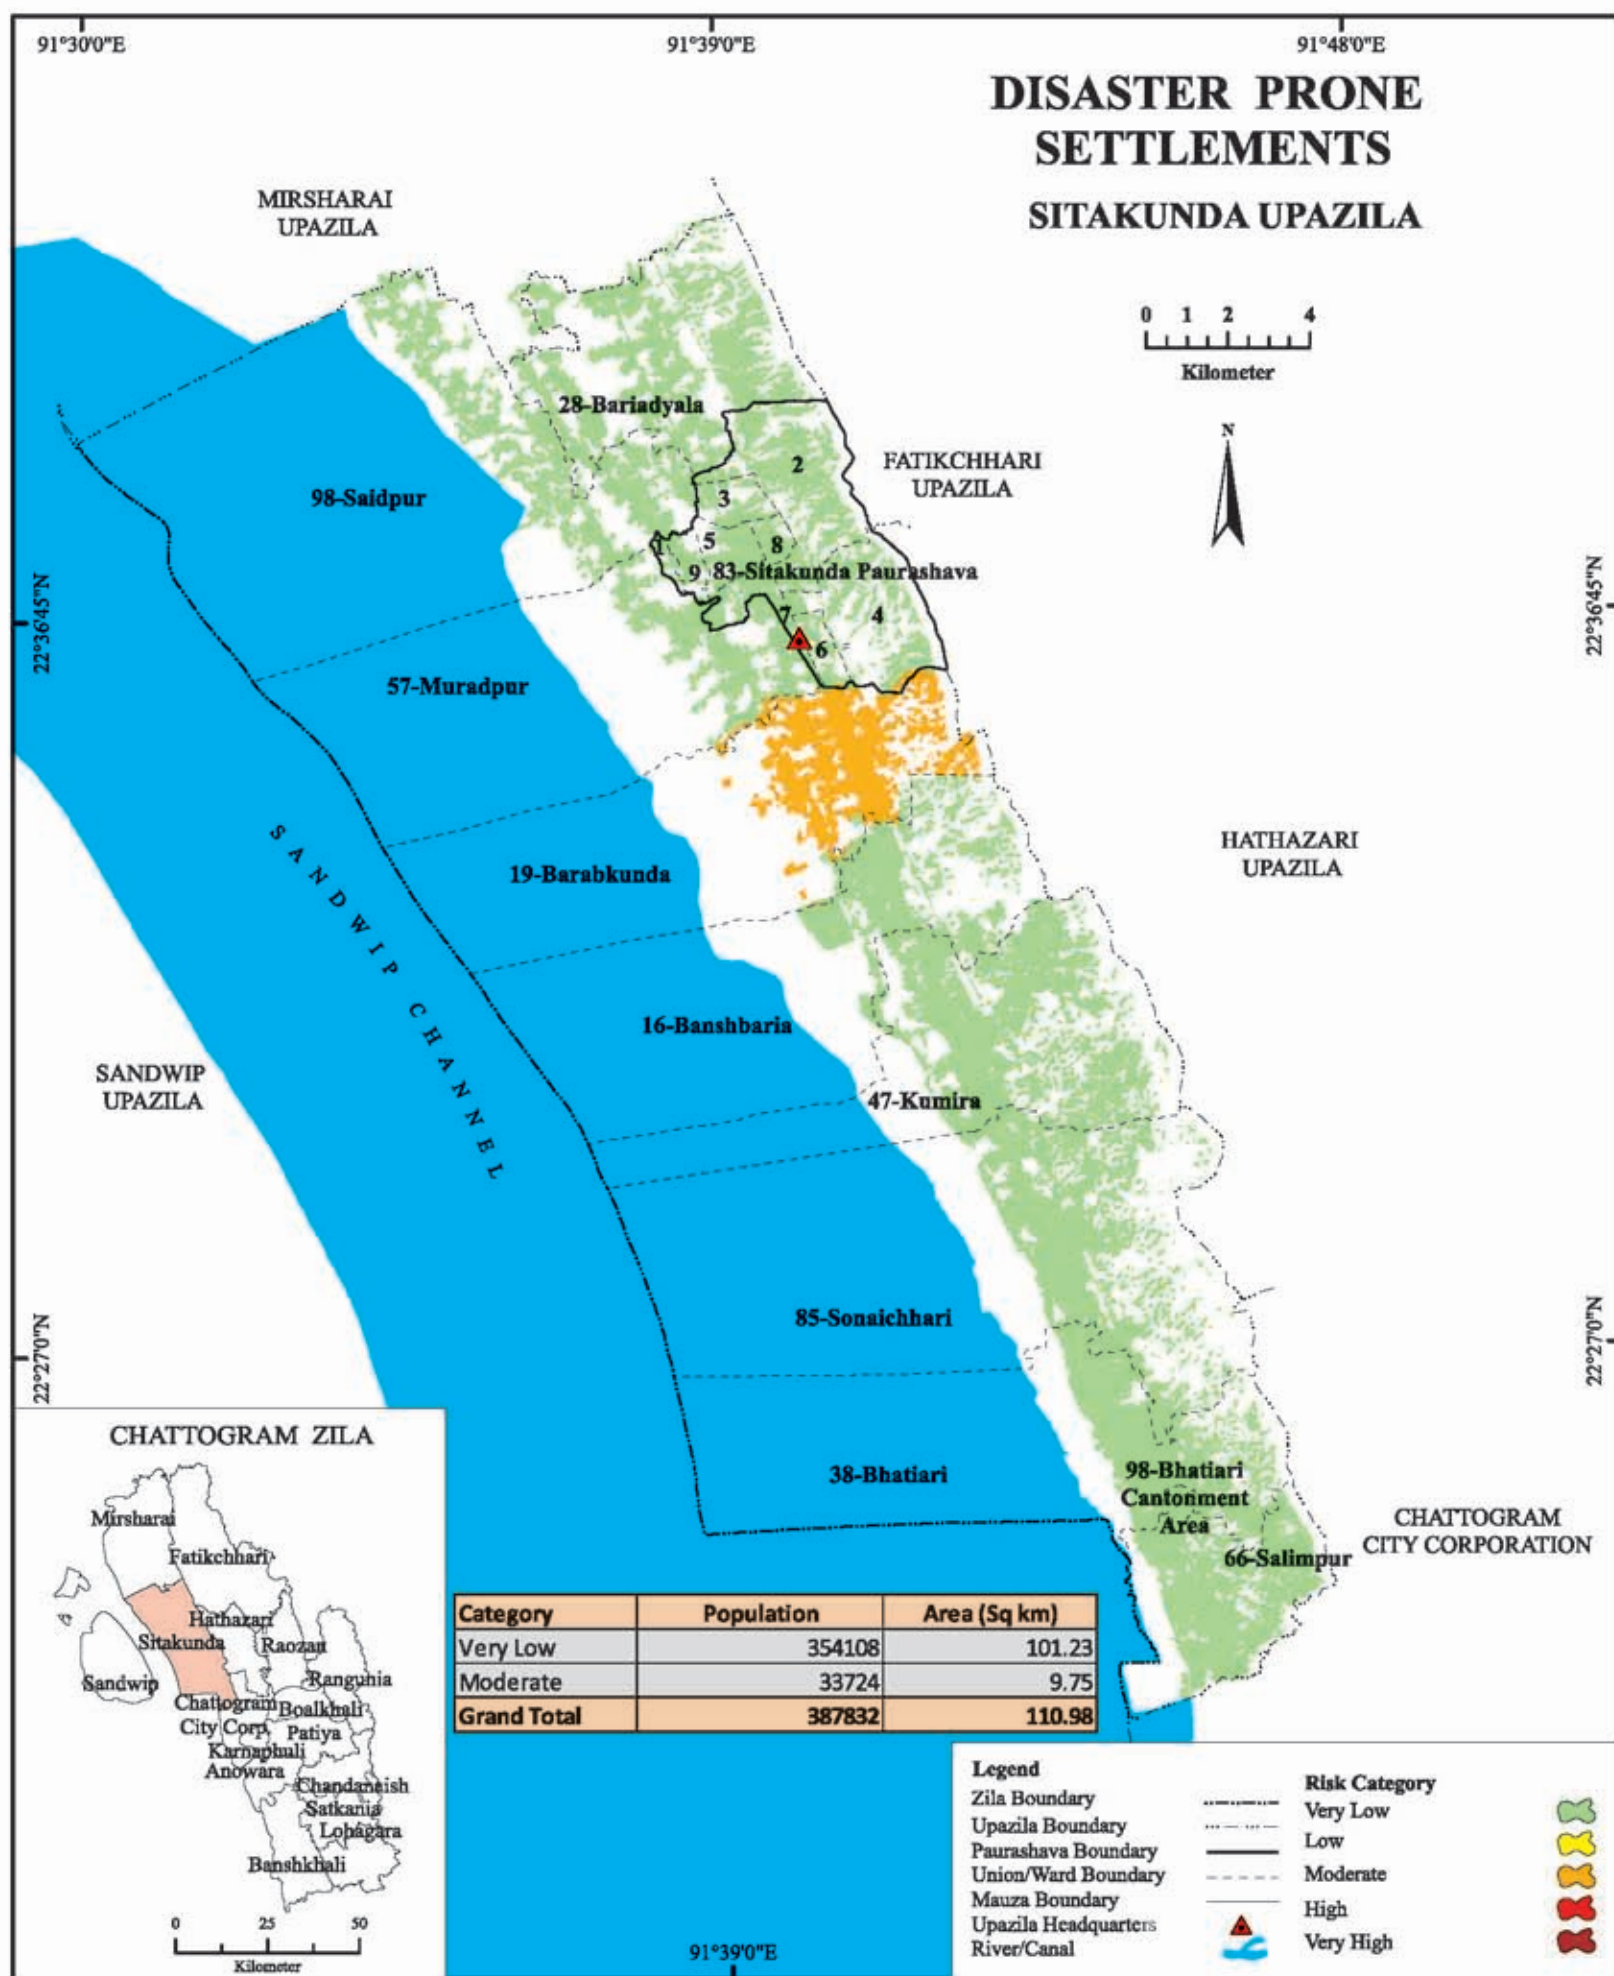 91°30'0"E
91°39'0"E
91°48'0"E
DISASTER PRONE
SETTLEMENTS
SITAKUNDA UPAZILA
MIRSHARAI
UPAZILA
0 1 2 4
Kilometer
N
28-Bariadyala
FATIKCHHARI
UPAZILA
2
98-Saidpur
3
1
5
8
9
83-Sitakunda Paurashava
22°36'45"N
22°36'45"N
7
4
6
57-Muradpur
SANDWIP CHANNEL
HATHAZARI
UPAZILA
19-Barabkunda
16-Banshbaria
SANDWIP
UPAZILA
47-Kumira
85-Sonaichhari
22°27'0"N
22°27'0"N
38-Bhatiari
98-Bhatiari
Cantonment
Area
66-Salimpur
CHATTOGRAM
CITY CORPORATION
CHATTOGRAM ZILA
Mirsharai
Fatikchhari
Hathazari
Sitakunda
Raozan
Sandwip
Rangunia
Chattogram
City Corp.
Boalkhali
Patiya
Karnaphuli
Anowara
Chandanaish
Satkania
Lohagara
Banshkhali
0 25 50
Kilometer
Category Population Area (Sq km)
Very Low 354108 101.23
Moderate 33724 9.75
Grand Total 387832 110.98
91°39'0"E
Legend
Zila Boundary
Upazila Boundary
Paurashava Boundary
Union/Ward Boundary
Mauza Boundary
Upazila Headquarters
River/Canal
Risk Category
Very Low
Low
Moderate
High
Very High